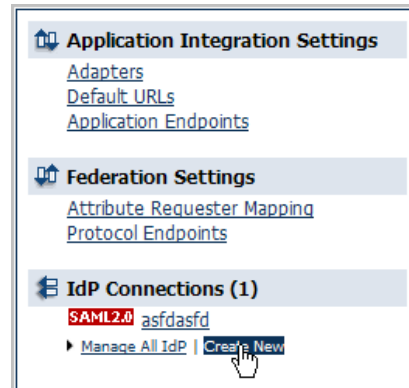 Application Integration Settings
Adapters
Default URLs
Application Endpoints
Federation Settings
Attribute Requester Mapping
Protocol Endpoints
IdP Connections (1)
SAML2.0 asfdasfd
Manage All IdP | Create New